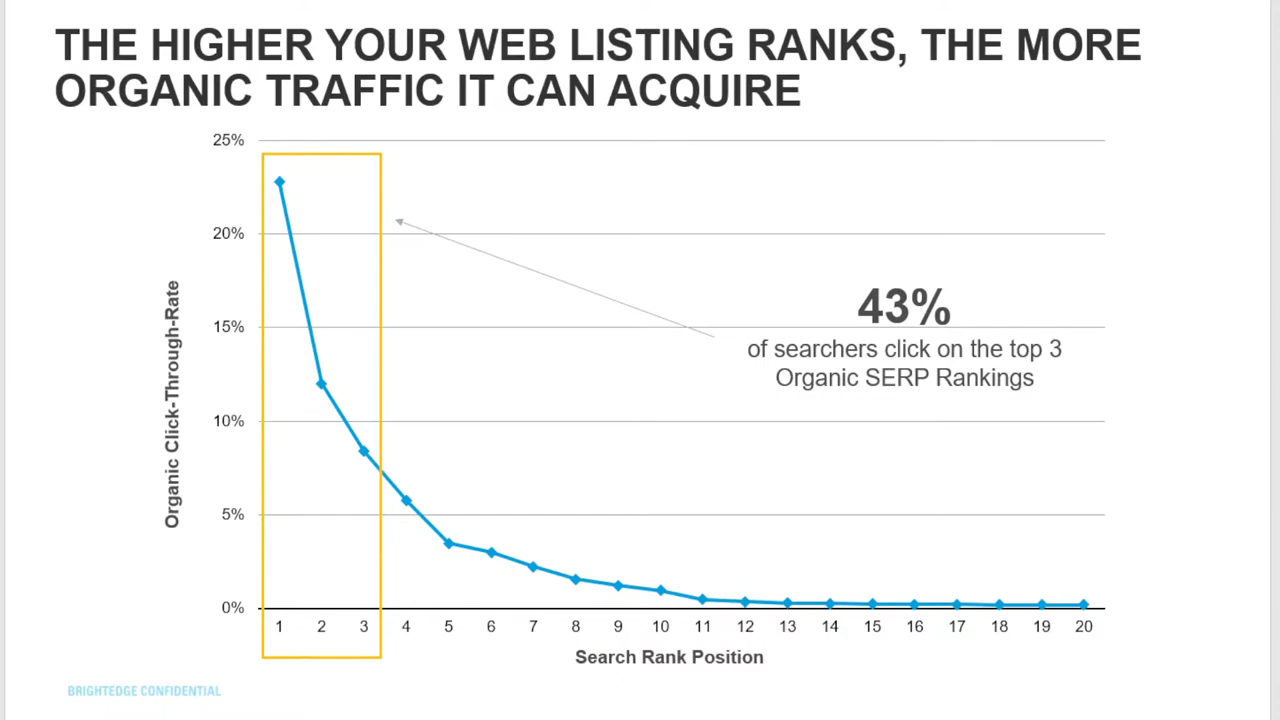 THE HIGHER YOUR WEB LISTING RANKS, THE MORE
ORGANIC TRAFFIC IT CAN ACQUIRE
25%
20%
15%
10%
5%
0%
Organic Click-Through-Rate
43%
of searchers click on the top 3
Organic SERP Rankings
1 2 3 4 5 6 7 8 9 10 11 12 13 14 15 16 17 18 19 20
Search Rank Position
BRIGHTEDGE CONFIDENTIAL